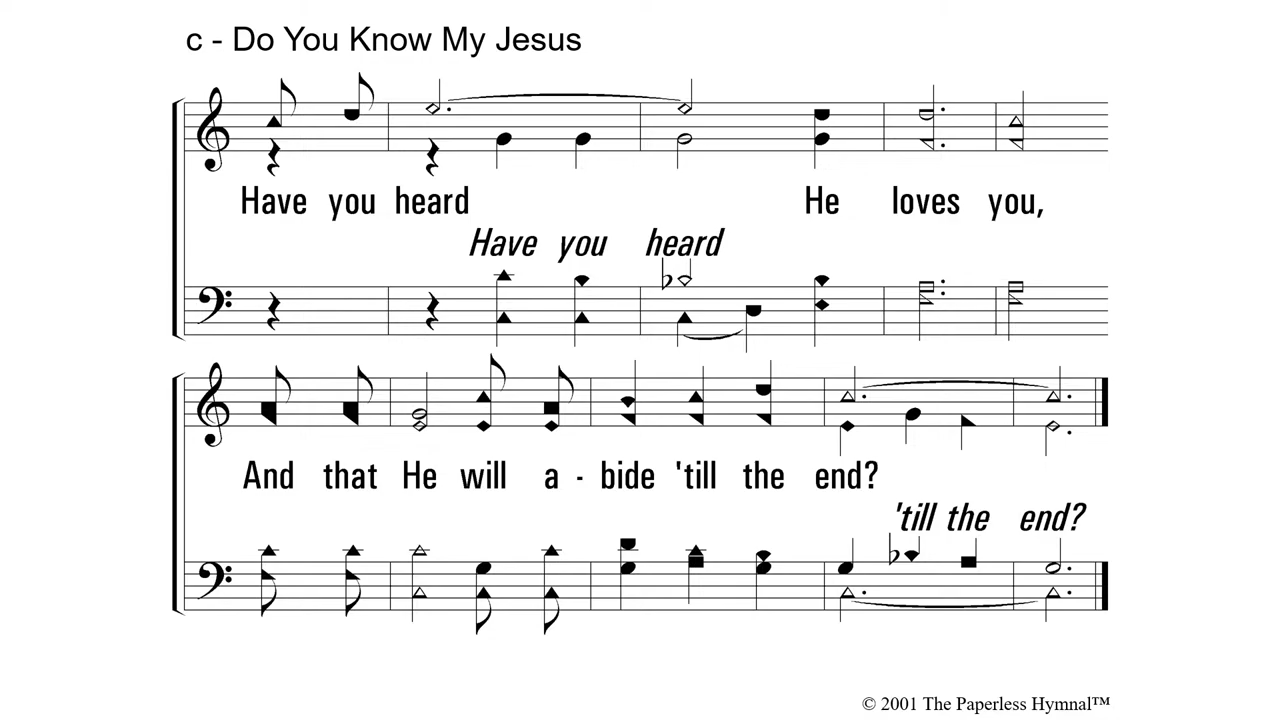 c - Do You Know My Jesus
Have you heard He loves you,
Have you heard
And that He will a - bide 'till the end?
'till the end?
© 2001 The Paperless Hymnal™